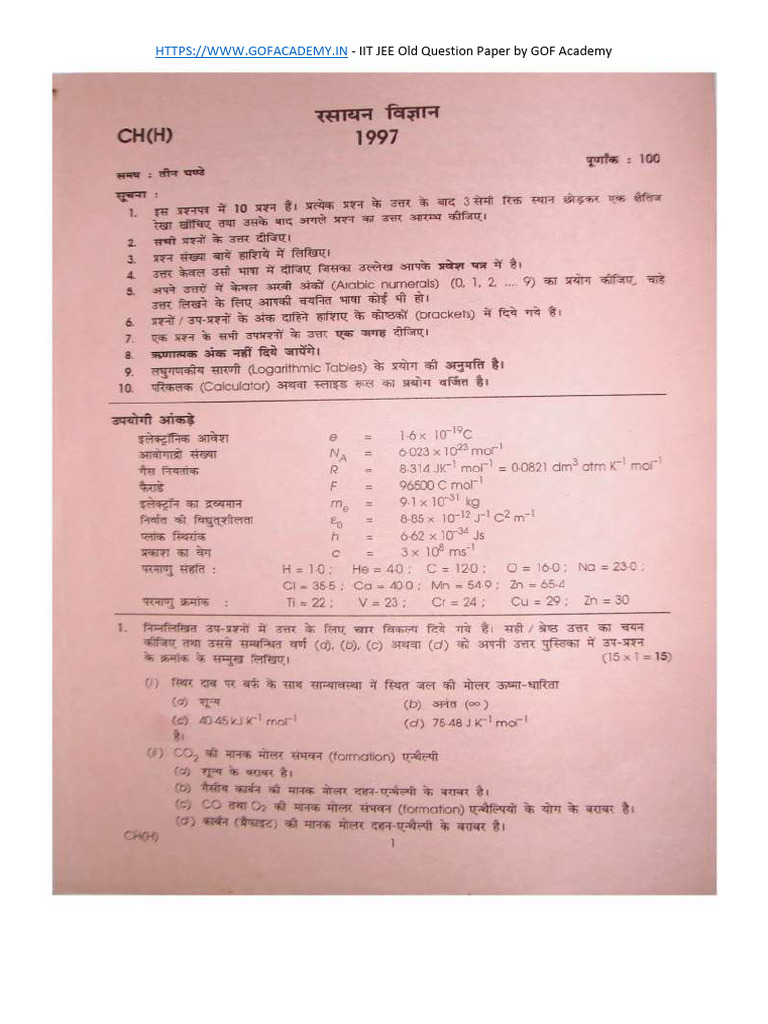 HTTPS://WWW.GOFACADEMY.IN - IIT JEE Old Question Paper by GOF Academy
रसायन विज्ञान
CH(H) 1997
पूर्णांक : 100
समय : तीन घण्टे
सूचना :
1. इस प्रश्नपत्र में 10 प्रश्न हैं। प्रत्येक प्रश्न के उत्तर के बाद 3 सेमी रिक्त स्थान छोड़कर एक क्षैतिज
रेखा खींचिए तथा उसके बाद अगले प्रश्न का उत्तर आरम्भ कीजिए।
2. सभी प्रश्नों के उत्तर दीजिए।
3. प्रश्न संख्या बायें हाशिये में लिखिए।
4. उत्तर केवल उसी भाषा में दीजिए जिसका उल्लेख आपके प्रवेश पत्र में है।
5. अपने उत्तरों में केवल अरबी अंकों (Arabic numerals) (0, 1, 2, .... 9) का प्रयोग कीजिए, चाहे
उत्तर लिखने के लिए आपकी चयनित भाषा कोई भी हो।
6. प्रश्नों / उप-प्रश्नों के अंक दाहिने हाशिए के कोष्ठकों (brackets) में दिये गये हैं।
7. एक प्रश्न के सभी उपप्रश्नों के उत्तर एक जगह दीजिए।
8. ऋणात्यक अंक नहीं दिये जायेंगे।
9. लघुगणकीय सारणी (Logarithmic Tables) के प्रयोग की अनुमति है।
10. परिकलक (Calculator) अथवा स्लाइड रूल का प्रयोग वर्जित है।
उपयोगी आंकड़े
इलेक्ट्रॉनिक आवेश e = 1·6 × 10⁻¹⁹C
आवोगाद्रो संख्या N_A = 6·023 × 10²³ mol⁻¹
गैस नियतांक R = 8·314 JK⁻¹ mol⁻¹ = 0·0821 dm³ atm K⁻¹ mol⁻¹
फैराडे F = 96500 C mol⁻¹
इलेक्ट्रॉन का द्रव्यमान m_e = 9·1 × 10⁻³¹ kg
निर्वात की विद्युत्शीलता ε₀ = 8·85 × 10⁻¹² J⁻¹ C² m⁻¹
प्लांक स्थिरांक h = 6·62 × 10⁻³⁴ Js
प्रकाश का वेग c = 3 × 10⁸ ms⁻¹
परमाणु संहति : H = 1·0 ; He = 4·0 ; C = 12·0 ; O = 16·0 ; Na = 23·0 ;
Cl = 35·5 ; Ca = 40·0 ; Mn = 54·9 ; Zn = 65·4
परमाणु क्रमांक : Ti = 22 ; V = 23 ; Cr = 24 ; Cu = 29 ; Zn = 30
1. निम्नलिखित उप-प्रश्नों में उत्तर के लिए चार विकल्प दिये गये हैं। सही / श्रेष्ठ उत्तर का चयन
कीजिए तथा उससे सम्बन्धित वर्ण (a), (b), (c) अथवा (d) को अपनी उत्तर पुस्तिका में उप-प्रश्न
के क्रमांक के सम्मुख लिखिए। (15 × 1 = 15)
(i) स्थिर दाब पर बर्फ के साथ साम्यावस्था में स्थित जल की मोलर ऊष्मा-धारिता
(a) शून्य (b) अनंत (∞)
(c) 40·45 kJ K⁻¹ mol⁻¹ (d) 75·48 J K⁻¹ mol⁻¹
है।
(ii) CO₂ की मानक मोलर संभवन (formation) एन्थैल्पी
(a) शून्य के बराबर है।
(b) गैसीय कार्बन की मानक मोलर दहन-एन्थैल्पी के बराबर है।
(c) CO तथा O₂ की मानक मोलर संभवन (formation) एन्थैल्पियों के योग के बराबर है।
(d) कार्बन (ग्रैफाइट) की मानक मोलर दहन-एन्थैल्पी के बराबर है।
CH(H)
1